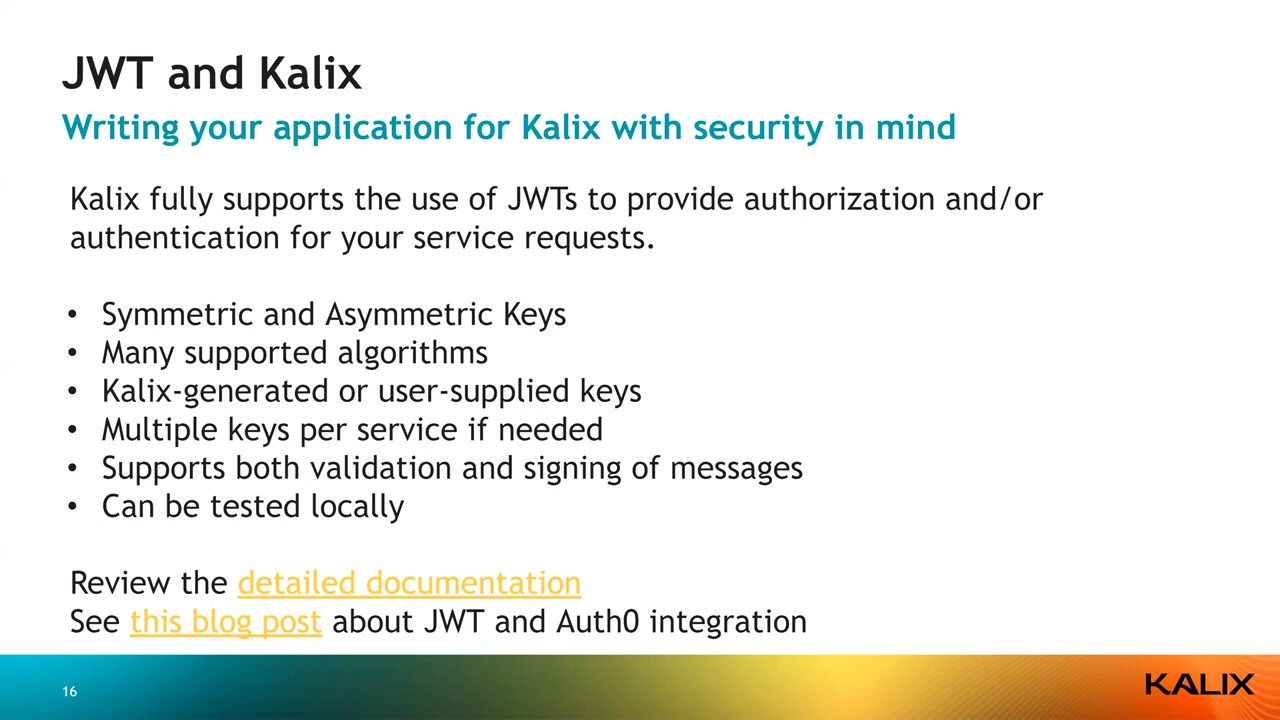 JWT and Kalix
Writing your application for Kalix with security in mind
Kalix fully supports the use of JWTs to provide authorization and/or
authentication for your service requests.
• Symmetric and Asymmetric Keys
• Many supported algorithms
• Kalix-generated or user-supplied keys
• Multiple keys per service if needed
• Supports both validation and signing of messages
• Can be tested locally
Review the detailed documentation
See this blog post about JWT and Auth0 integration
16
KALIX